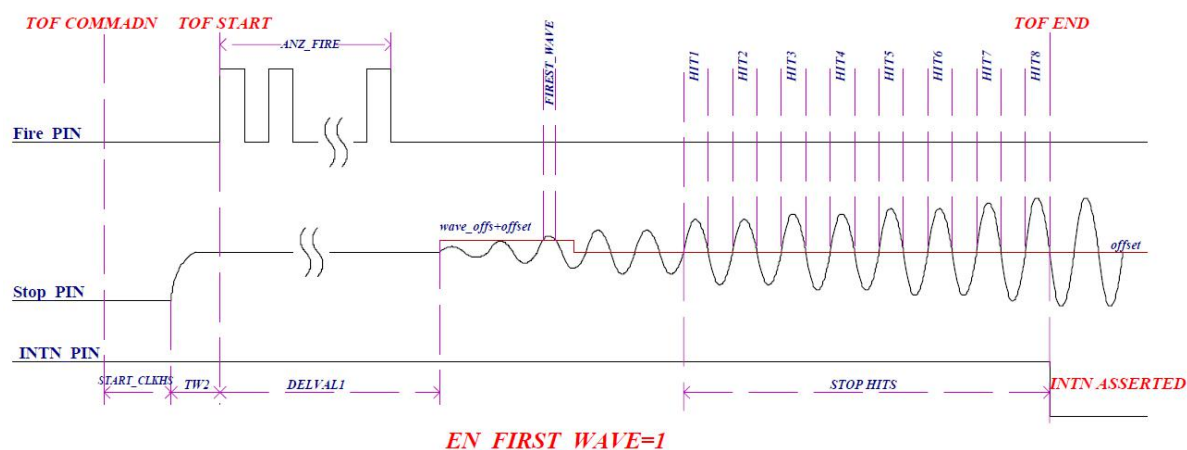 TOF COMMADN
TOF START
TOF END
ANZ_FIRE
FIREST_WAVE
HIT1
HIT2
HIT3
HIT4
HIT5
HIT6
HIT7
HIT8
Fire PIN
wave_offs+offset
offset
Stop PIN
INTN PIN
START_CLKHS
TW2
DELVAL1
STOP HITS
INTN ASSERTED
EN FIRST WAVE=1